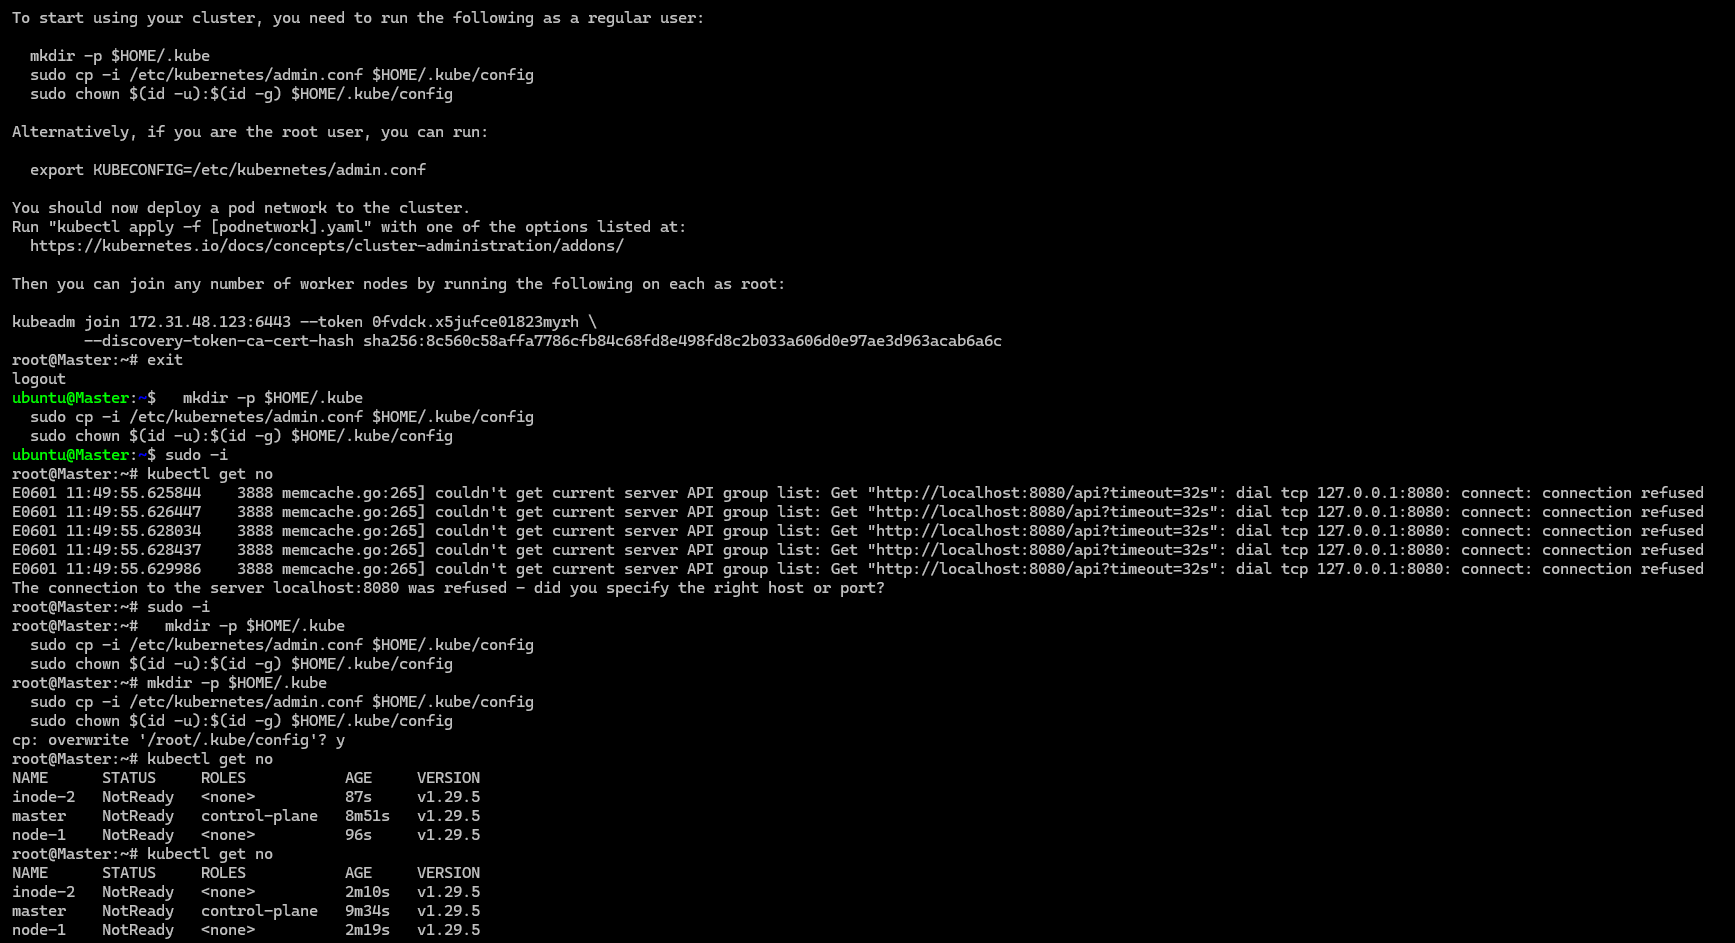 To start using your cluster, you need to run the following as a regular user:
  mkdir -p $HOME/.kube
  sudo cp -i /etc/kubernetes/admin.conf $HOME/.kube/config
  sudo chown $(id -u):$(id -g) $HOME/.kube/config
Alternatively, if you are the root user, you can run:
  export KUBECONFIG=/etc/kubernetes/admin.conf
You should now deploy a pod network to the cluster.
Run "kubectl apply -f [podnetwork].yaml" with one of the options listed at:
  https://kubernetes.io/docs/concepts/cluster-administration/addons/
Then you can join any number of worker nodes by running the following on each as root:
kubeadm join 172.31.48.123:6443 --token 0fvdck.x5jufce01823myrh \
        --discovery-token-ca-cert-hash sha256:8c560c58affa7786cfb84c68fd8e498fd8c2b033a606d0e97ae3d963acab6a6c
root@Master:~# exit
logout
ubuntu@Master:~$   mkdir -p $HOME/.kube
  sudo cp -i /etc/kubernetes/admin.conf $HOME/.kube/config
  sudo chown $(id -u):$(id -g) $HOME/.kube/config
ubuntu@Master:~$ sudo -i
root@Master:~# kubectl get no
E0601 11:49:55.625844    3888 memcache.go:265] couldn't get current server API group list: Get "http://localhost:8080/api?timeout=32s": dial tcp 127.0.0.1:8080: connect: connection refused
E0601 11:49:55.626447    3888 memcache.go:265] couldn't get current server API group list: Get "http://localhost:8080/api?timeout=32s": dial tcp 127.0.0.1:8080: connect: connection refused
E0601 11:49:55.628034    3888 memcache.go:265] couldn't get current server API group list: Get "http://localhost:8080/api?timeout=32s": dial tcp 127.0.0.1:8080: connect: connection refused
E0601 11:49:55.628437    3888 memcache.go:265] couldn't get current server API group list: Get "http://localhost:8080/api?timeout=32s": dial tcp 127.0.0.1:8080: connect: connection refused
E0601 11:49:55.629986    3888 memcache.go:265] couldn't get current server API group list: Get "http://localhost:8080/api?timeout=32s": dial tcp 127.0.0.1:8080: connect: connection refused
The connection to the server localhost:8080 was refused - did you specify the right host or port?
root@Master:~# sudo -i
root@Master:~#   mkdir -p $HOME/.kube
  sudo cp -i /etc/kubernetes/admin.conf $HOME/.kube/config
  sudo chown $(id -u):$(id -g) $HOME/.kube/config
root@Master:~# mkdir -p $HOME/.kube
  sudo cp -i /etc/kubernetes/admin.conf $HOME/.kube/config
  sudo chown $(id -u):$(id -g) $HOME/.kube/config
cp: overwrite '/root/.kube/config'? y
root@Master:~# kubectl get no
NAME      STATUS     ROLES           AGE     VERSION
inode-2   NotReady   <none>          87s     v1.29.5
master    NotReady   control-plane   8m51s   v1.29.5
node-1    NotReady   <none>          96s     v1.29.5
root@Master:~# kubectl get no
NAME      STATUS     ROLES           AGE     VERSION
inode-2   NotReady   <none>          2m10s   v1.29.5
master    NotReady   control-plane   9m34s   v1.29.5
node-1    NotReady   <none>          2m19s   v1.29.5